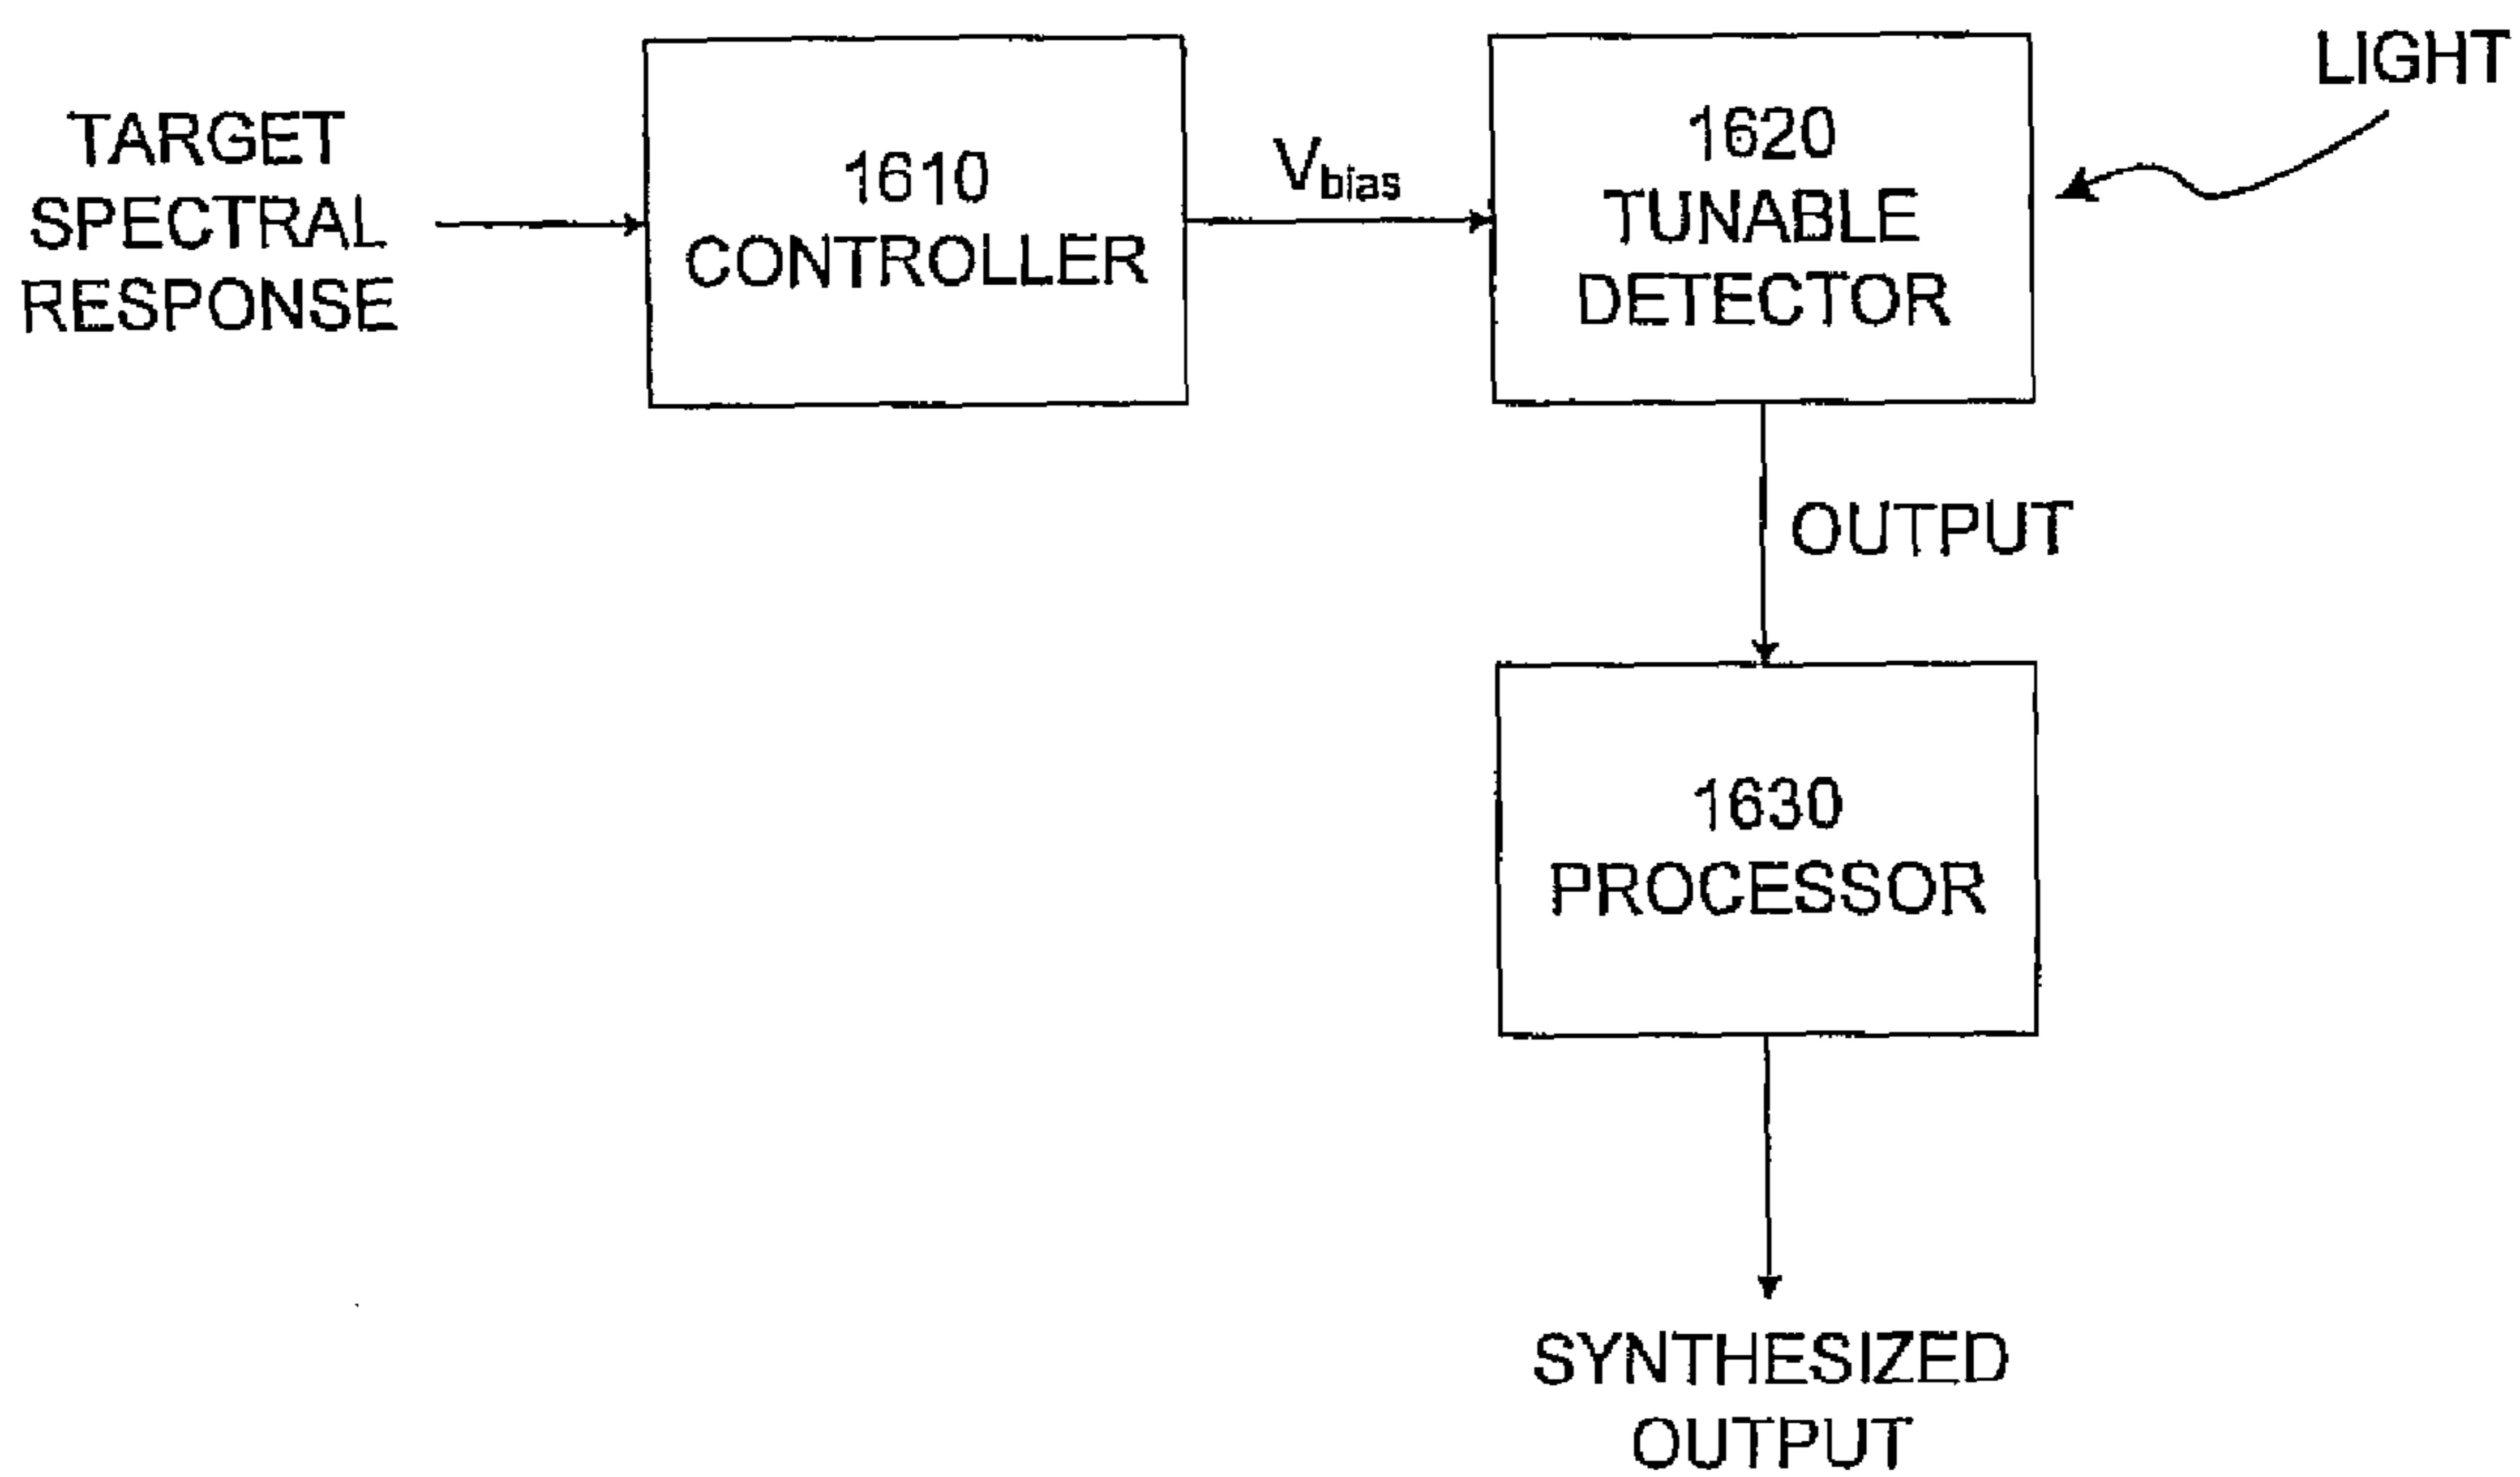 TARGET
SPECTRAL
RESPONSE
1610
CONTROLLER
Vbias
1620
TUNABLE
DETECTOR
LIGHT
OUTPUT
1630
PROCESSOR
SYNTHESIZED
OUTPUT